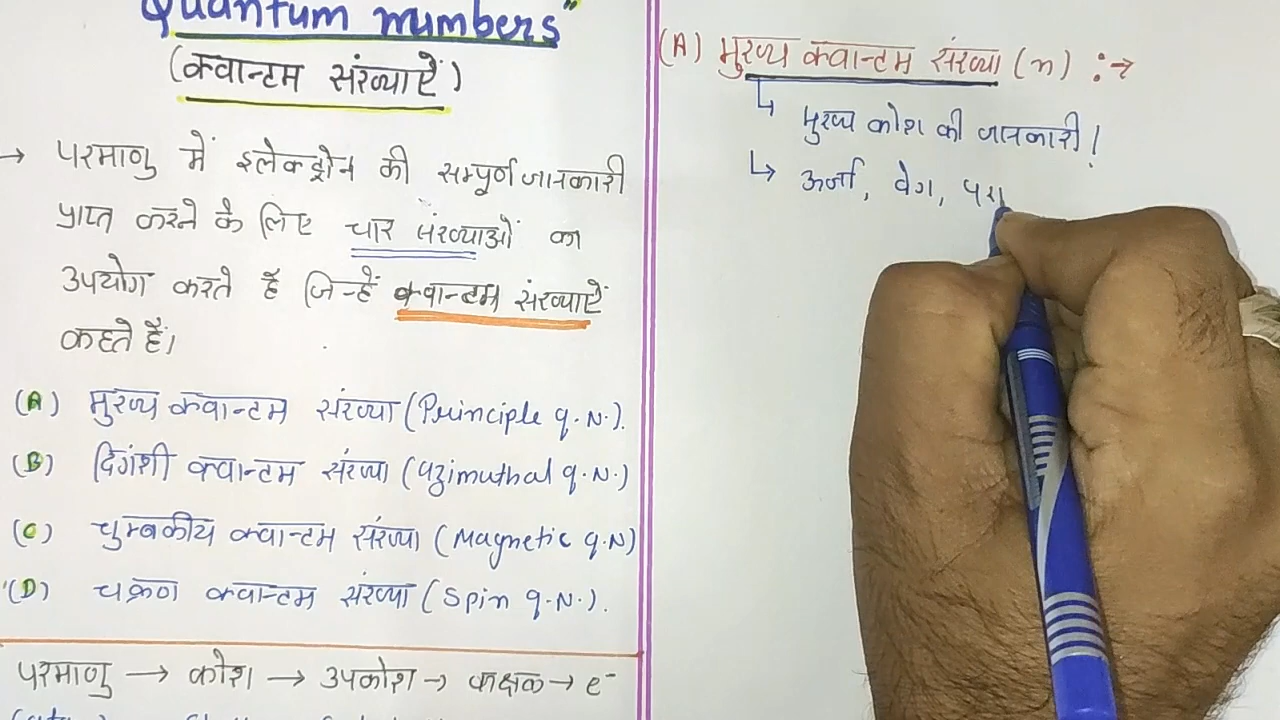 Quantum numbers"
(क्वान्टम संख्याऐं)
→ परमाणु में इलेक्ट्रोन की सम्पूर्ण जानकारी
प्राप्त करने के लिए चार संख्याओं का
उपयोग करते हैं जिन्हें क्वान्टम संख्याऐं
कहते हैं।
(A) मुख्य क्वान्टम संख्या (Principle q.N.).
(B) दिगंशी क्वान्टम संख्या (Azimuthal q.N.)
(C) चुम्बकीय क्वान्टम संख्या (Magnetic q.N)
(D) चक्रण क्वान्टम संख्या (Spin q.N.).
परमाणु → कोश → उपकोश → कक्षक → e⁻
(A) मुख्य क्वान्टम संख्या (n) :→
↳ मुख्य कोश की जानकारी!
↳ ऊर्जा, वेग,